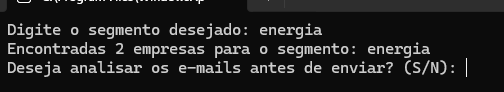 Digite o segmento desejado: energia
Encontradas 2 empresas para o segmento: energia
Deseja analisar os e-mails antes de enviar? (S/N):